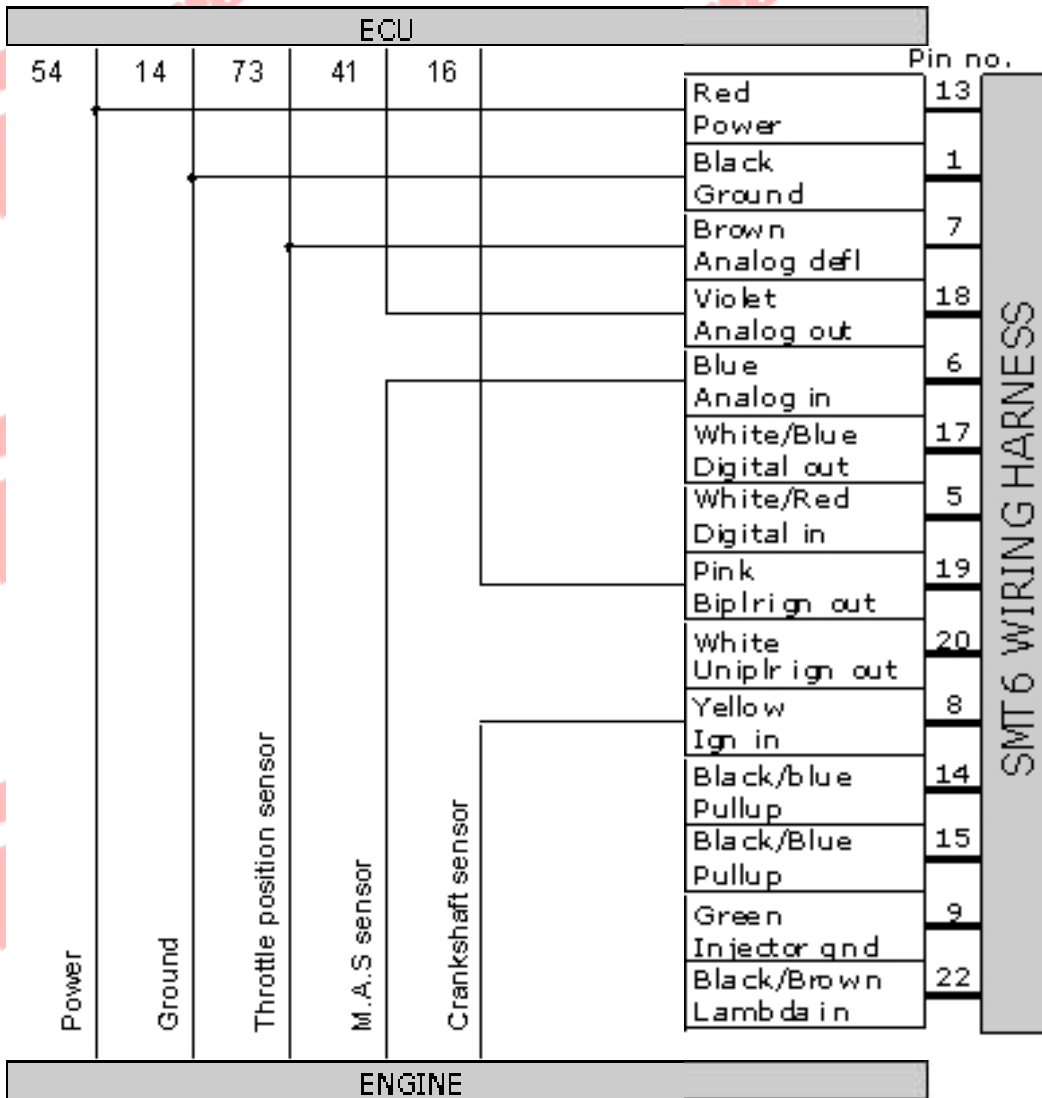 ECU
54 14 73 41 16
Pin no.
Red 13
Power
Black 1
Ground
Brown 7
Analog defl
Violet 18
Analog out
Blue 6
Analog in
White/Blue 17
Digital out
White/Red 5
Digital in
Pink 19
Biplrign out
White 20
Uniplr ign out
Yellow 8
Ign in
Black/blue 14
Pullup
Black/Blue 15
Pullup
Green 9
Injector gnd
Black/Brown 22
Lambda in
SMT6 WIRING HARNESS
Power
Ground
Throttle position sensor
M.A.S sensor
Crankshaft sensor
ENGINE